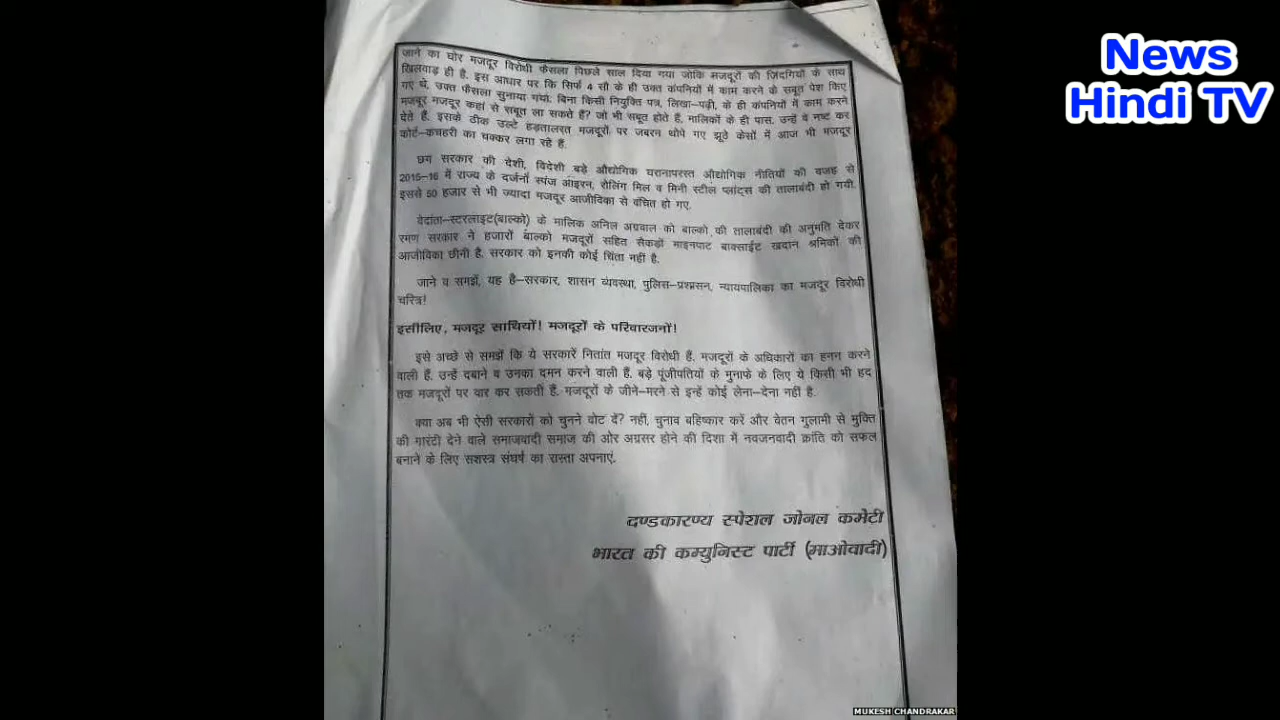 News
Hindi TV
जाने का घोर मजदूर विरोधी फैसला पिछले साल दिया गया जोकि मजदूरों की ज़िंदगियों के साथ
खिलवाड़ ही है. इस आधार पर कि सिर्फ 4 सौ के ही उक्त कंपनियों में काम करने के सबूत पेश किए
गए थे, उक्त फैसला सुनाया गया. बिना किसी नियुक्ति पत्र, लिखा-पढ़ी, के ही कंपनियों में काम करने
मजबूर मजदूर कहां से सबूत ला सकते हैं? जो भी सबूत होते हैं, मालिकों के ही पास. उन्हें वे नष्ट कर
देते हैं. इसके ठीक उल्टे हड़तालरत मजदूरों पर जबरन थोपे गए झूठे केसों में आज भी मजदूर
कोर्ट-कचहरी का चक्कर लगा रहे हैं.
छग सरकार की देशी, विदेशी बड़े औद्योगिक घरानापरस्त औद्योगिक नीतियों की वजह से
2015-16 में राज्य के दर्जनों स्पंज आइरन, रोलिंग मिल व मिनी स्टील प्लांट्स की तालाबंदी हो गयी.
इससे 50 हजार से भी ज्यादा मजदूर आजीविका से वंचित हो गए.
वेदांता-स्टरलाइट(बाल्को) के मालिक अनिल अग्रवाल को बाल्को की तालाबंदी की अनुमति देकर
रमण सरकार ने हजारों बाल्को मजदूरों सहित सैकड़ों माइनपाट बाक्साईट खदान श्रमिकों की
आजीविका छीनी है. सरकार को इनकी कोई चिंता नहीं है.
जाने व समझें, यह है-सरकार, शासन व्यवस्था, पुलिस-प्रश्नसन, न्यायपालिका का मजदूर विरोधी
चरित्र!
इसीलिए, मजदूर साथियों! मजदूरों के परिवारजनों!
इसे अच्छे से समझें कि ये सरकारें नितांत मजदूर विरोधी हैं. मजदूरों के अधिकारों का हनन करने
वाली हैं. उन्हें दबाने व उनका दमन करने वाली हैं. बड़े पूंजीपतियों के मुनाफे के लिए ये किसी भी हद
तक मजदूरों पर वार कर सकतीं हैं. मजदूरों के जीने-मरने से इन्हें कोई लेना-देना नहीं है.
क्या अब भी ऐसी सरकारों को चुनने वोट दें? नहीं, चुनाव बहिष्कार करें और वेतन गुलामी से मुक्ति
की गारंटी देने वाले समाजवादी समाज की ओर अग्रसर होने की दिशा में नवजनवादी क्रांति को सफल
बनाने के लिए सशस्त्र संघर्ष का रास्ता अपनाएं.
दण्डकारण्य स्पेशल जोनल कमेटी
भारत की कम्युनिस्ट पार्टी (माओवादी)
MUKESH CHANDRAKAR